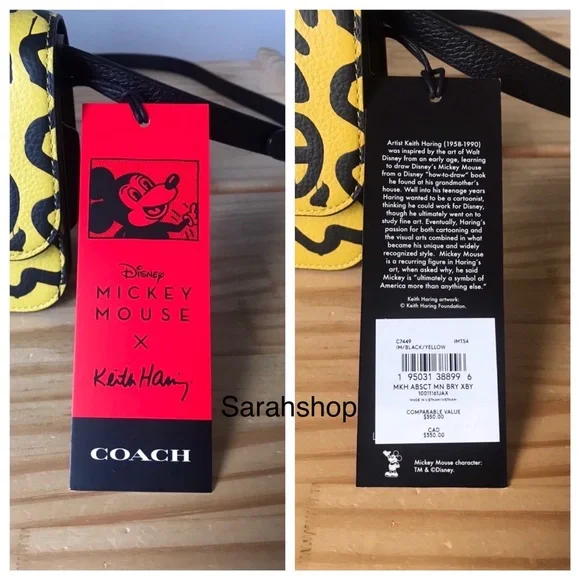 Disney
MICKEY
MOUSE
X
Keith Haring
COACH
Sarahshop
Artist Keith Haring (1958-1990)
was inspired by the art of Walt
Disney from an early age, learning
to draw Disney's Mickey Mouse
from a Disney "how-to-draw" book
he found at his grandmother's
house. Well into his teenage years
Haring wanted to be a cartoonist,
thinking he could work for Disney,
though he ultimately went on to
study fine art. Eventually, Haring's
passion for both cartooning and
the visual arts combined in what
became his unique and widely
recognized style. Mickey Mouse
is a recurring figure in Haring's
art, when asked why, he said
Mickey is "ultimately a symbol of
America more than anything else."
Keith Haring artwork:
© Keith Haring Foundation.
C7449 IMTS4
IM/BLACK/YELLOW
1 95031 38899 6
MKH ABSCT MN BRY XBY
MADE IN VIETNAM/VIETNAM
COMPARABLE VALUE
$350.00
CAD
Mickey Mouse character:
TM & ©Disney.